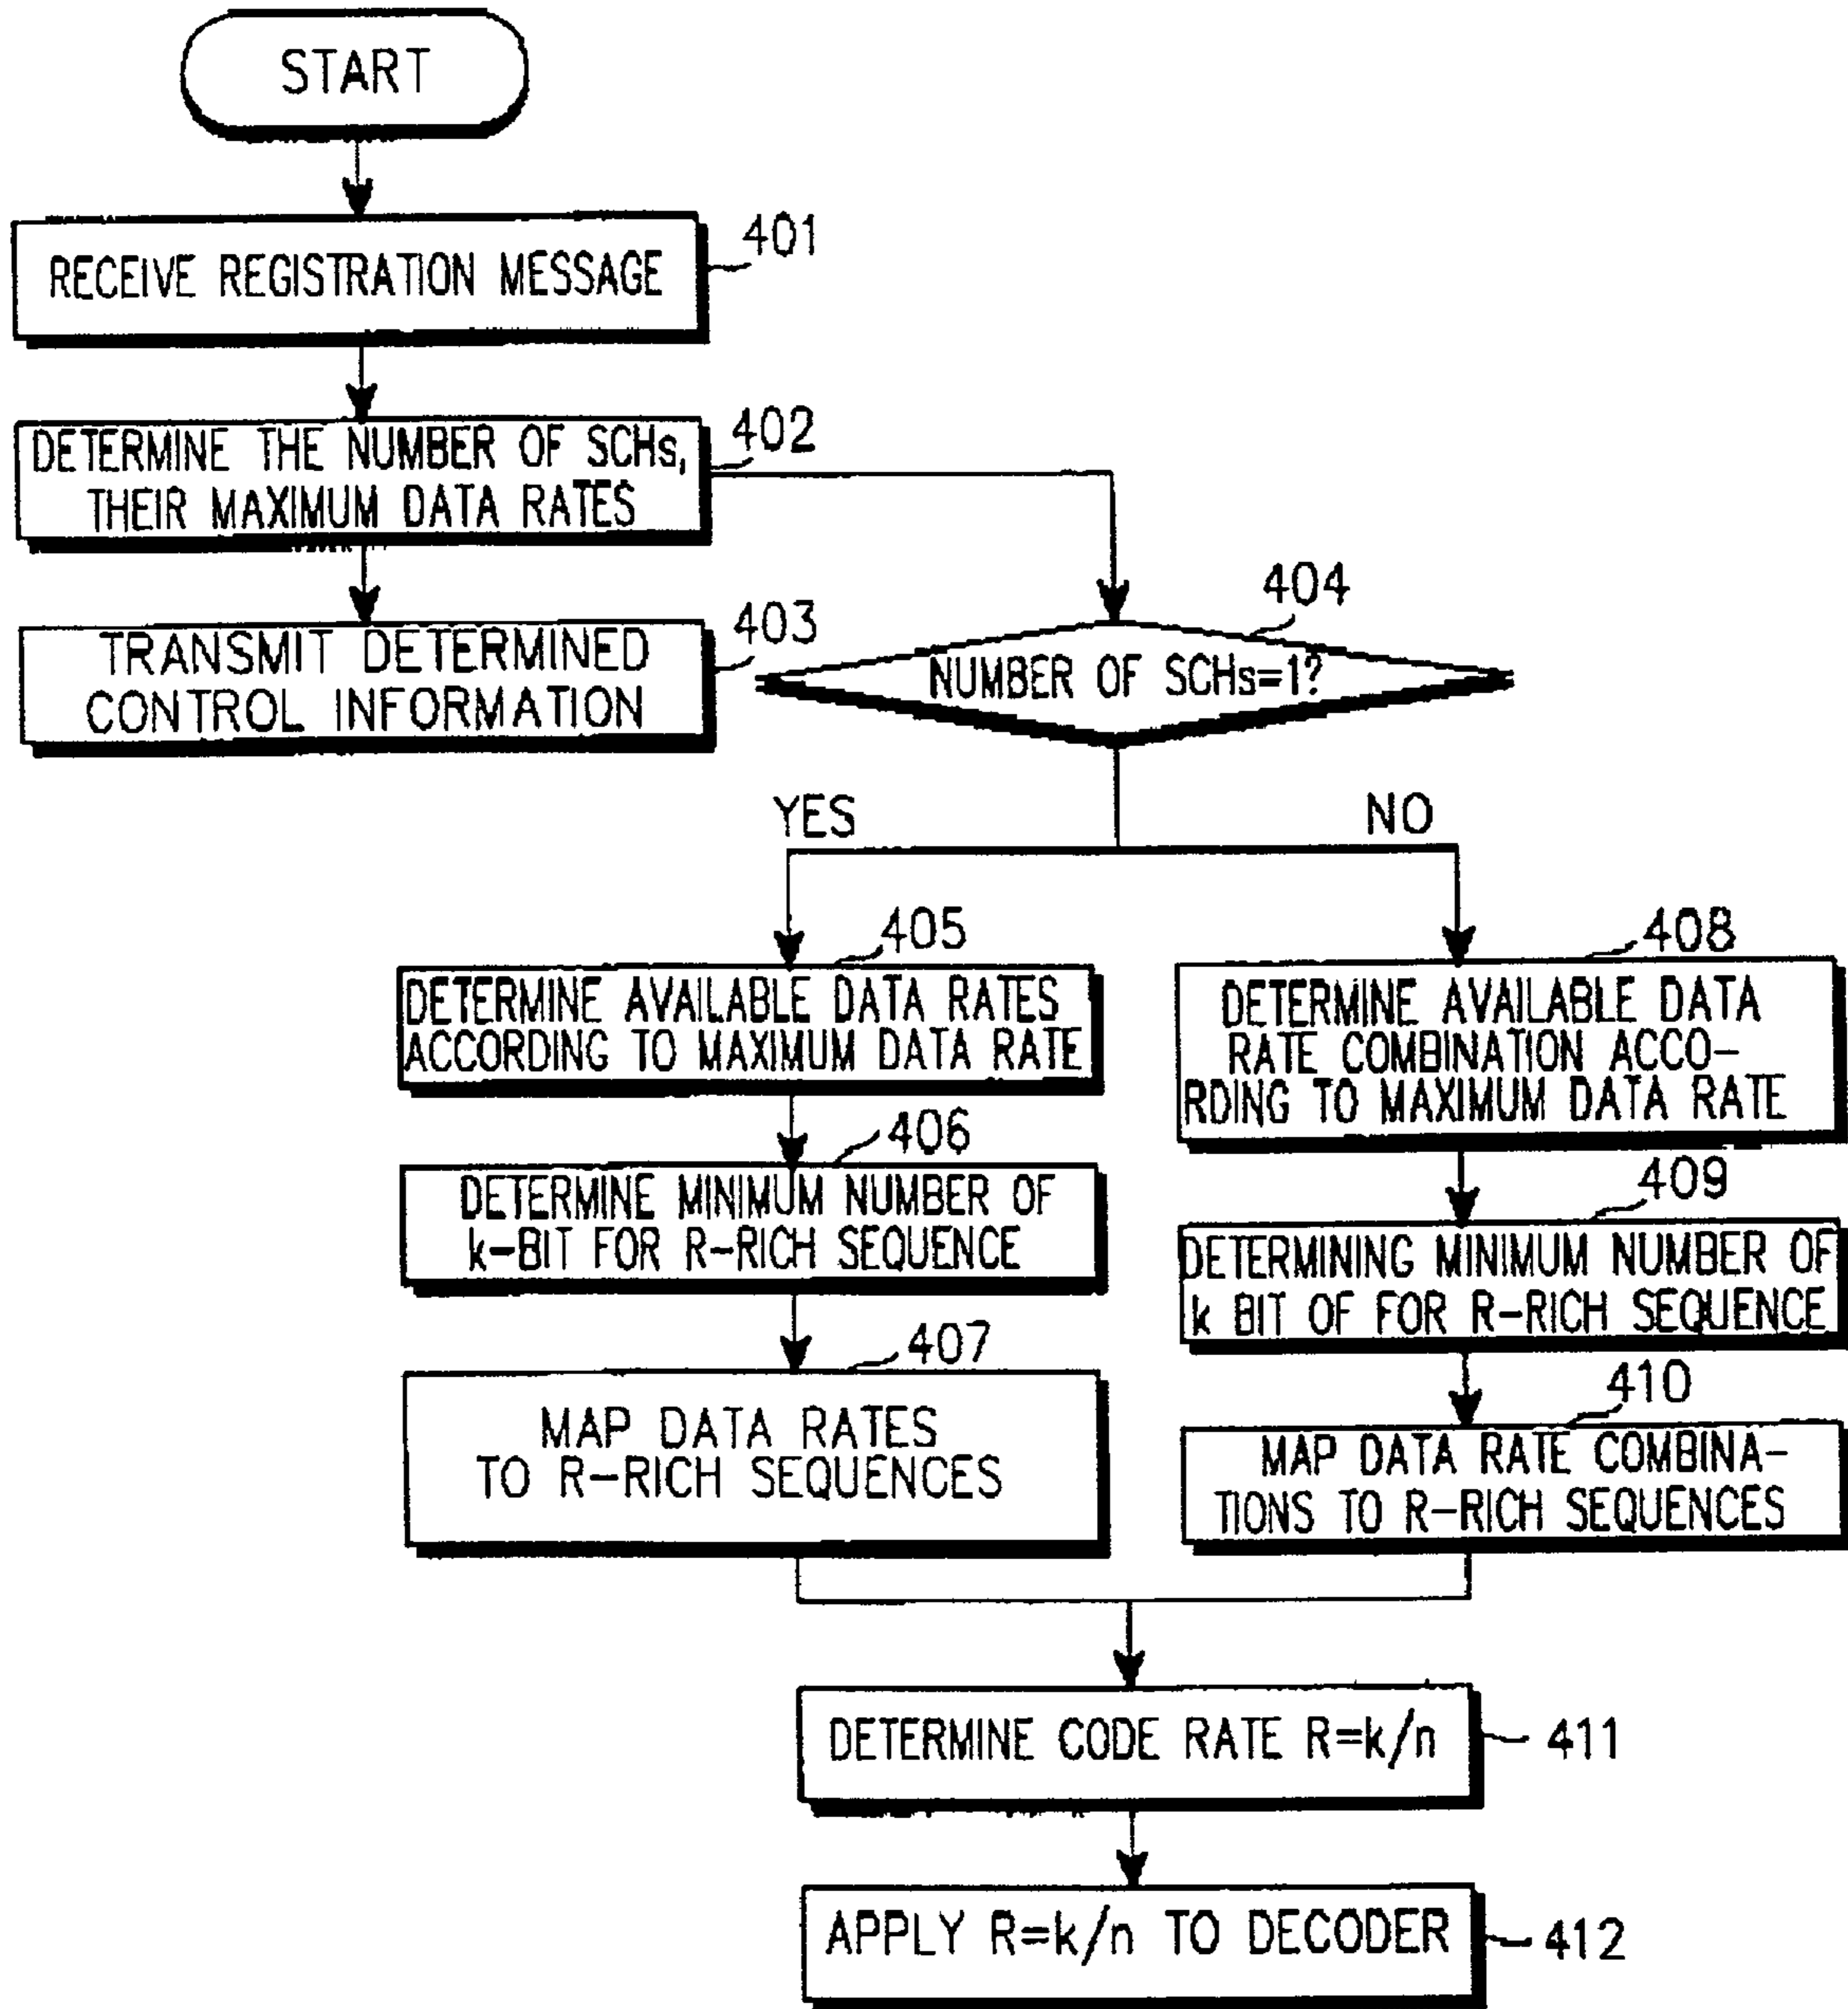 START
RECEIVE REGISTRATION MESSAGE
401
DETERMINE THE NUMBER OF SCHs,
THEIR MAXIMUM DATA RATES
402
TRANSMIT DETERMINED
CONTROL INFORMATION
403
404
NUMBER OF SCHs=1?
YES
NO
405
DETERMINE AVAILABLE DATA RATES
ACCORDING TO MAXIMUM DATA RATE
406
DETERMINE MINIMUM NUMBER OF
k-BIT FOR R-RICH SEQUENCE
407
MAP DATA RATES
TO R-RICH SEQUENCES
408
DETERMINE AVAILABLE DATA
RATE COMBINATION ACCO-
RDING TO MAXIMUM DATA RATE
409
DETERMINING MINIMUM NUMBER OF
k BIT OF FOR R-RICH SEQUENCE
410
MAP DATA RATE COMBINA-
TIONS TO R-RICH SEQUENCES
DETERMINE CODE RATE R=k/n
411
APPLY R=k/n TO DECODER
412